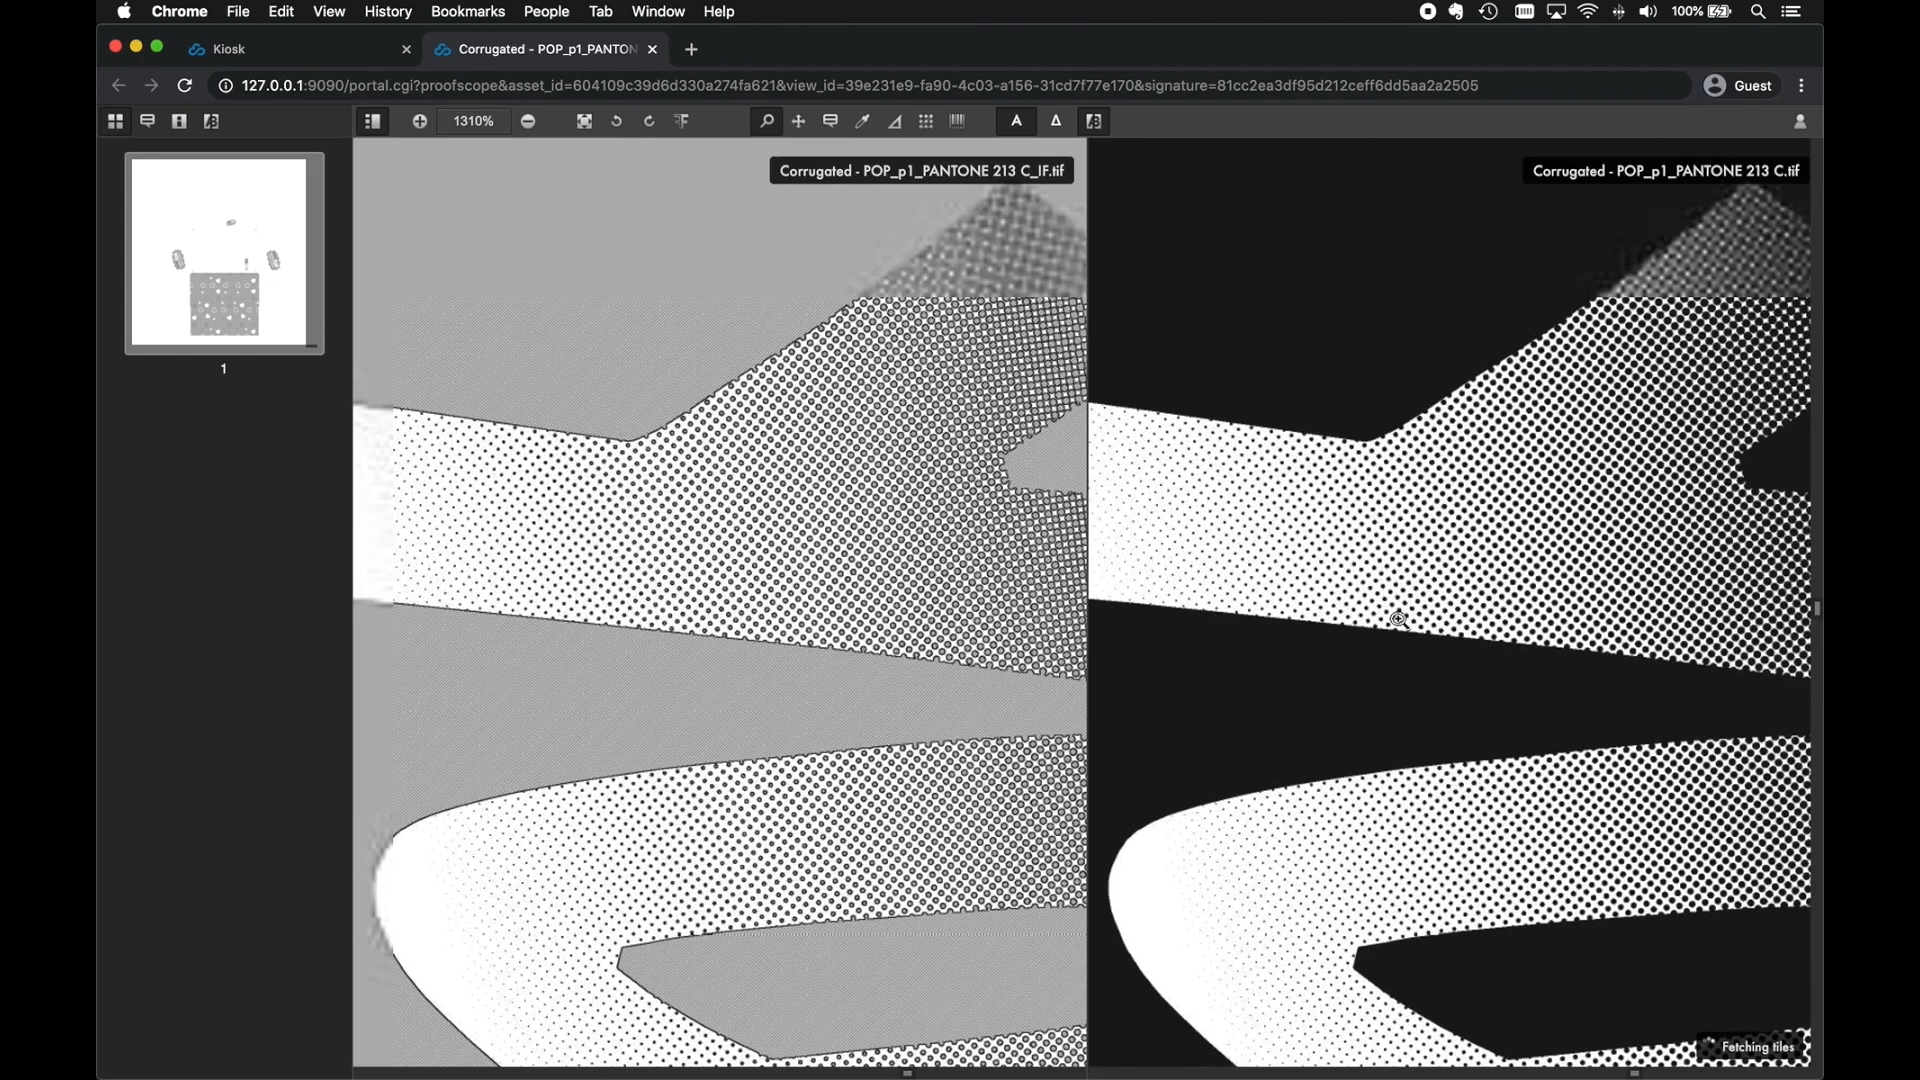 Chrome File Edit View History Bookmarks People Tab Window Help 100%
Kiosk
Corrugated - POP_p1_PANTON
127.0.0.1:9090/portal.cgi?proofscope&asset_id=604109c39d6d330a274fa621&view_id=39e231e9-fa90-4c03-a156-31cd7f77e170&signature=81cc2ea3df95d212ceff6dd5aa2a2505
Guest
1310%
A
Corrugated - POP_p1_PANTONE 213 C_IF.tif
Corrugated - POP_p1_PANTONE 213 C.tif
1
Fetching tiles